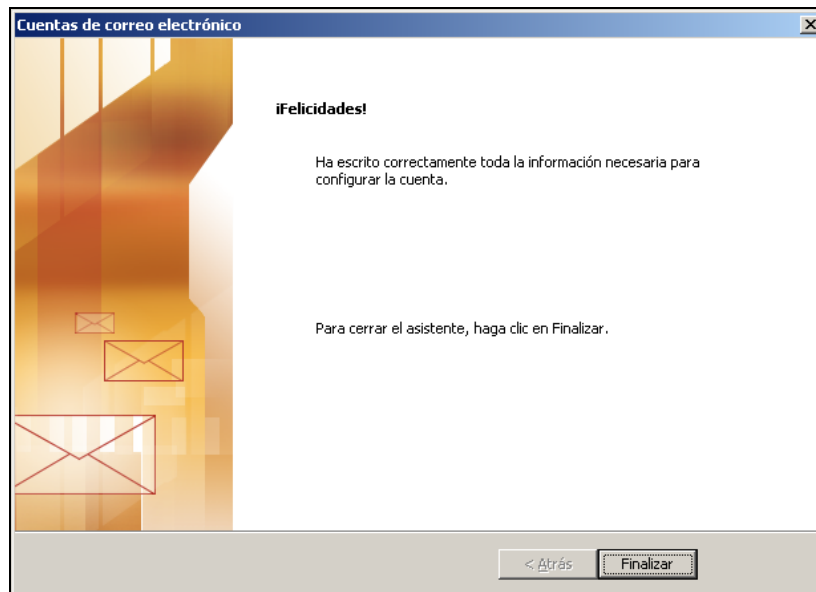 Cuentas de correo electrónico
¡Felicidades!
Ha escrito correctamente toda la información necesaria para
configurar la cuenta.
Para cerrar el asistente, haga clic en Finalizar.
< Atrás
Finalizar